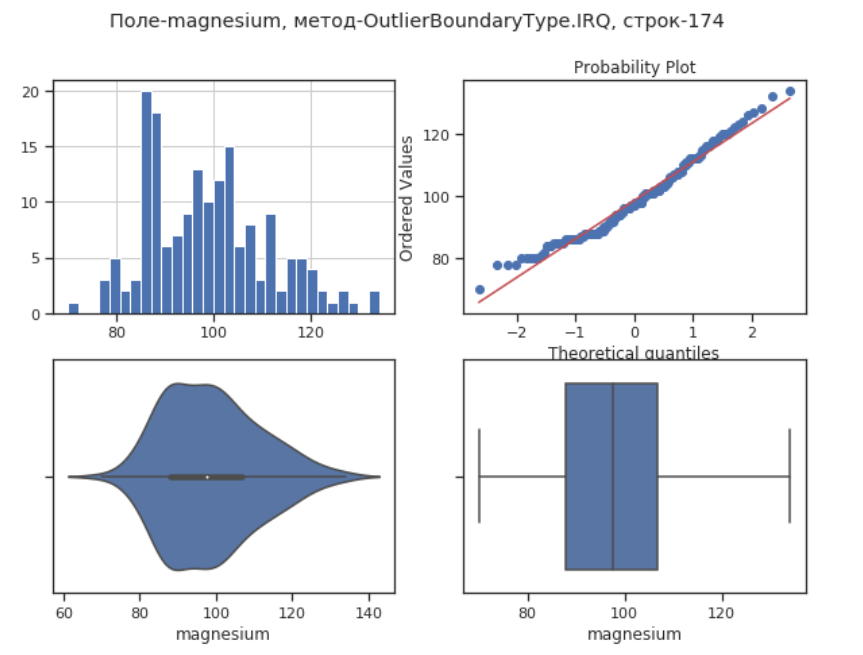 Поле-magnesium, метод-OutlierBoundaryType.IRQ, строк-174
20
15
10
5
0
80 100 120
Probability Plot
Ordered Values
120
100
80
−2 −1 0 1 2
Theoretical quantiles
60 80 100 120 140
magnesium
80 100 120
magnesium